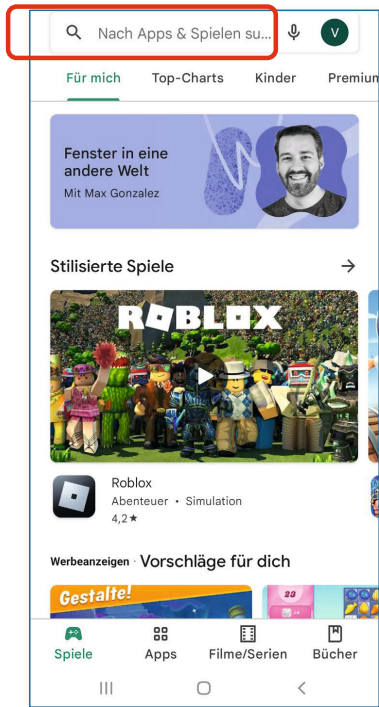 Nach Apps & Spielen su...
V
Für mich Top-Charts Kinder Premium
Fenster in eine
andere Welt
Mit Max Gonzalez
Stilisierte Spiele
ROBLOX
Roblox
Abenteuer • Simulation
4,2★
Werbeanzeigen · Vorschläge für dich
Gestalte!
23
Spiele Apps Filme/Serien Bücher